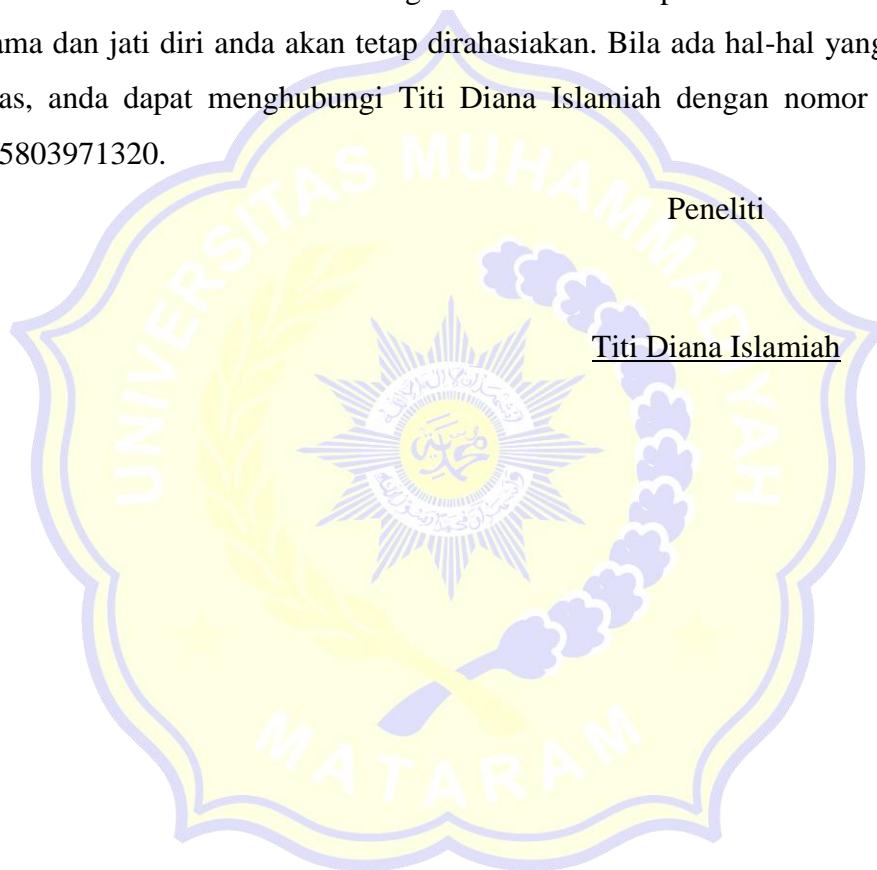 ama dan jati diri anda akan tetap dirahasiakan. Bila ada hal-hal yang
as, anda dapat menghubungi Titi Diana Islamiah dengan nomor
5803971320.
Peneliti
Titi Diana Islamiah
UNIVERSITAS MUHAMMADIYAH
MATARAM